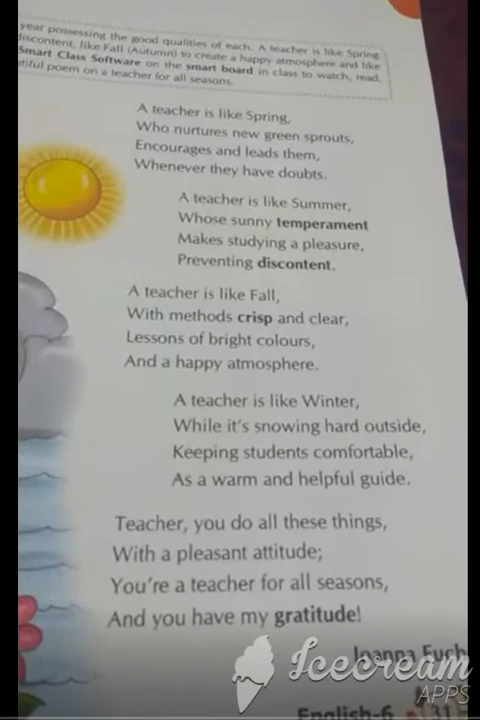 year possessing the good qualities of each. A teacher is like Spring
discontent, like Fall (Autumn) to create a happy atmosphere and like
Smart Class Software on the smart board in class to watch, read,
poem on a teacher for all seasons.
A teacher is like Spring,
Who nurtures new green sprouts,
Encourages and leads them,
Whenever they have doubts.
A teacher is like Summer,
Whose sunny temperament
Makes studying a pleasure,
Preventing discontent.
A teacher is like Fall,
With methods crisp and clear,
Lessons of bright colours,
And a happy atmosphere.
A teacher is like Winter,
While it's snowing hard outside,
Keeping students comfortable,
As a warm and helpful guide.
Teacher, you do all these things,
With a pleasant attitude;
You're a teacher for all seasons,
And you have my gratitude!
Joanna
Icecream
APPS
English-6 31